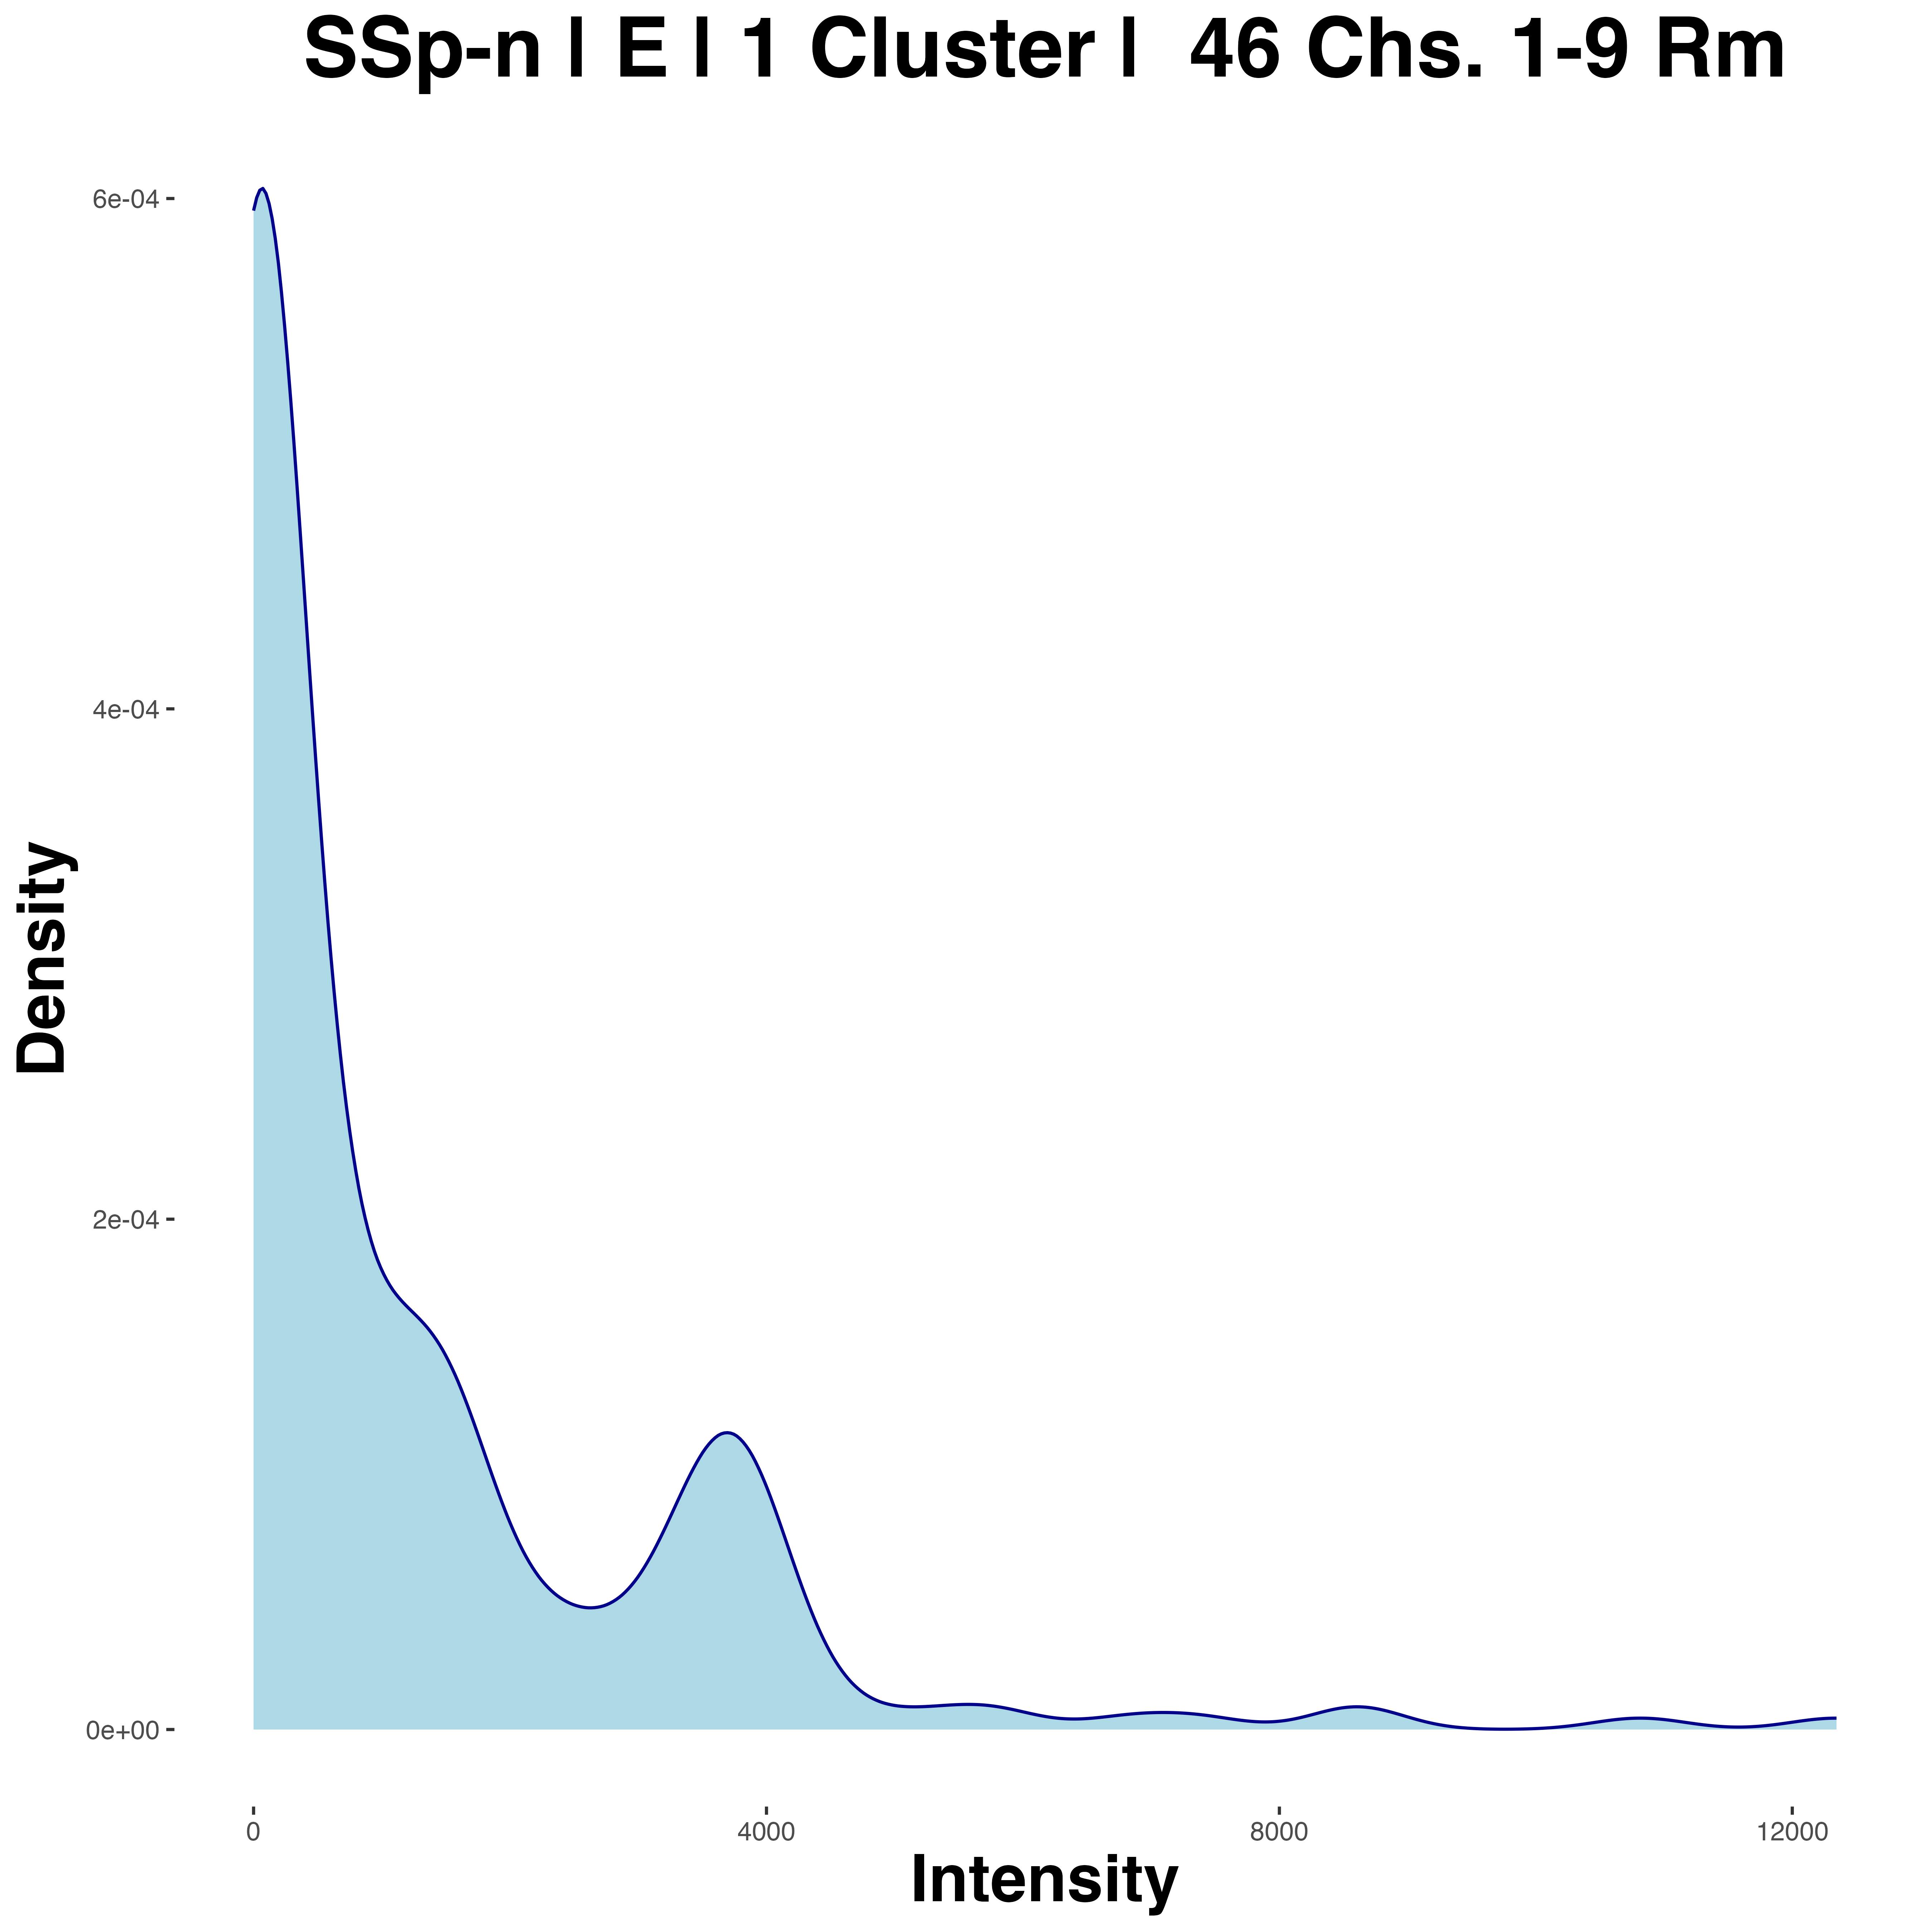 SSp-n | E | 1 Cluster |  46 Chs. 1-9 Rm
6e-04
4e-04
2e-04
0e+00
Density
0 4000 8000 12000
Intensity